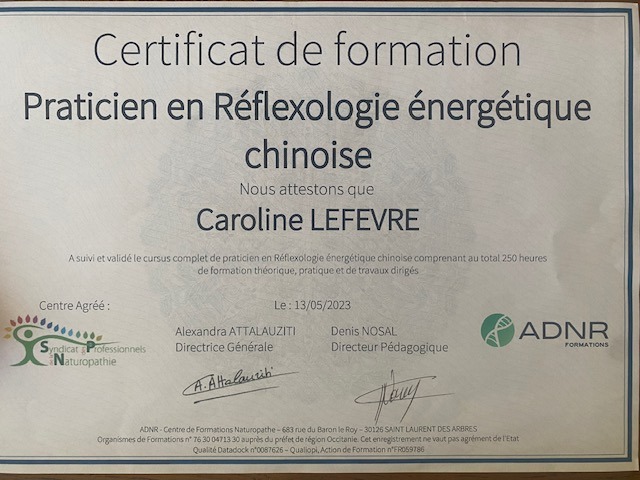 Certificat de formation
Praticien en Réflexologie énergétique
chinoise
Nous attestons que
Caroline LEFEVRE
A suivi et validé le cursus complet de praticien en Réflexologie énergétique chinoise comprenant au total 250 heures
de formation théorique, pratique et de travaux dirigés
Centre Agréé :
Le : 13/05/2023
Syndicat des Professionnels
Naturopathie
Alexandra ATTALAUZITI
Directrice Générale
Denis NOSAL
Directeur Pédagogique
ADNR
FORMATIONS
A. Attalauziti
ADNR - Centre de Formations Naturopathe – 683 rue du Baron le Roy – 30126 SAINT LAURENT DES ARBRES
Organismes de Formations n° 76 30 04713 30 auprès du préfet de région Occitanie. Cet enregistrement ne vaut pas agrément de l'Etat
Qualité Datadock n°0087626 – Qualiopi, Action de Formation n°FR059786